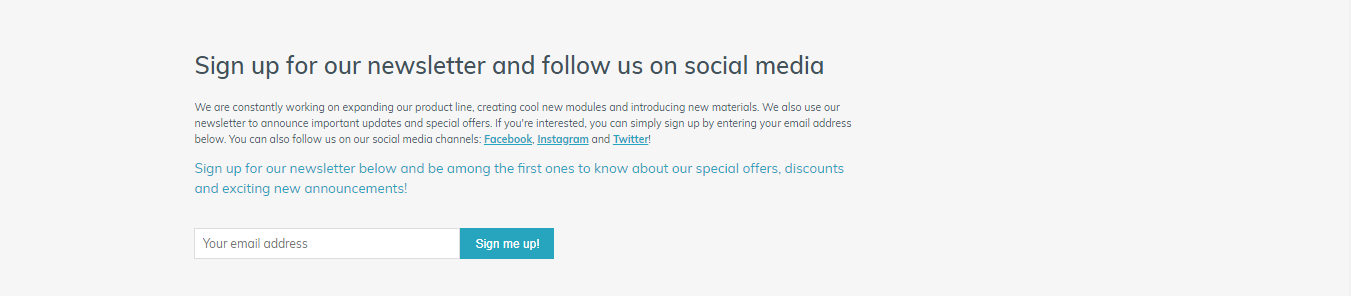 Sign up for our newsletter and follow us on social media
We are constantly working on expanding our product line, creating cool new modules and introducing new materials. We also use our
newsletter to announce important updates and special offers. If you're interested, you can simply sign up by entering your email address
below. You can also follow us on our social media channels: Facebook, Instagram and Twitter!
Sign up for our newsletter below and be among the first ones to know about our special offers, discounts
and exciting new announcements!
Your email address Sign me up!